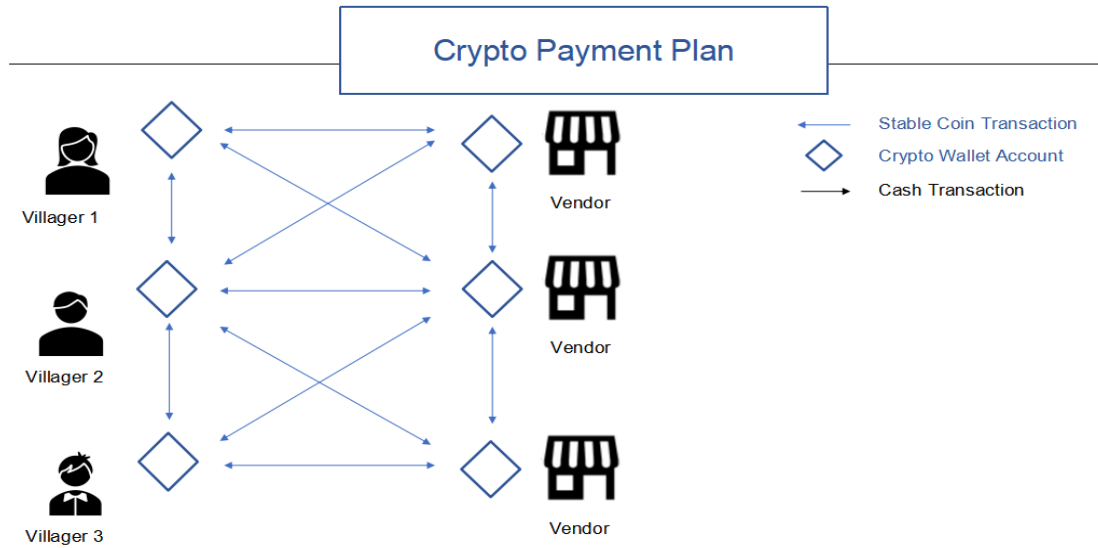 Crypto Payment Plan
Stable Coin Transaction
Crypto Wallet Account
Cash Transaction
Villager 1
Vendor
Villager 2
Vendor
Villager 3
Vendor